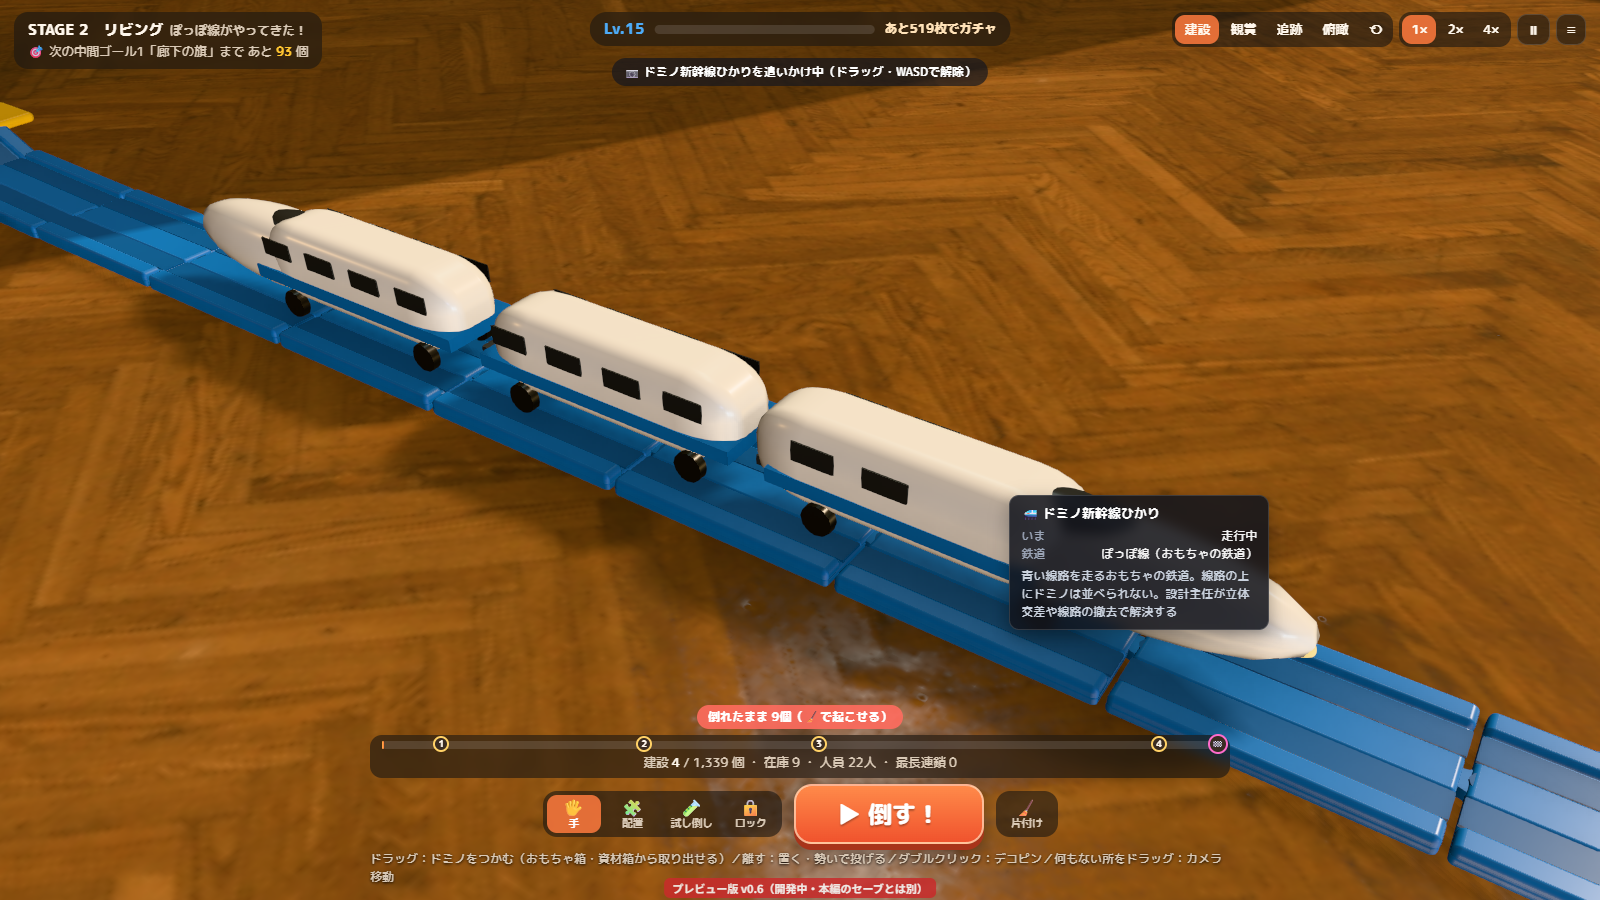 STAGE 2 リビング ぽっぽ線がやってきた！
次の中間ゴール1「廊下の旗」まで あと 93 個
Lv.15
あと519枚でガチャ
ドミノ新幹線ひかりを追いかけ中（ドラッグ・WASDで解除）
建設 観賞 追跡 俯瞰
1× 2× 4×
ドミノ新幹線ひかり
いま 走行中
鉄道 ぽっぽ線（おもちゃの鉄道）
青い線路を走るおもちゃの鉄道。線路の上
にドミノは並べられない。設計主任が立体
交差や線路の撤去で解決する
倒れたまま 9個（で起こせる）
1 2 3 4
建設 4 / 1,339 個 ・ 在庫 9 ・ 人員 22人 ・ 最長連鎖 0
手 配置 試し倒し ロック
▶ 倒す！
片付け
ドラッグ：ドミノをつかむ（おもちゃ箱・資材箱から取り出せる）／離す：置く・勢いで投げる／ダブルクリック：デコピン／何もない所をドラッグ：カメラ
移動
プレビュー版 v0.6（開発中・本編のセーブとは別）